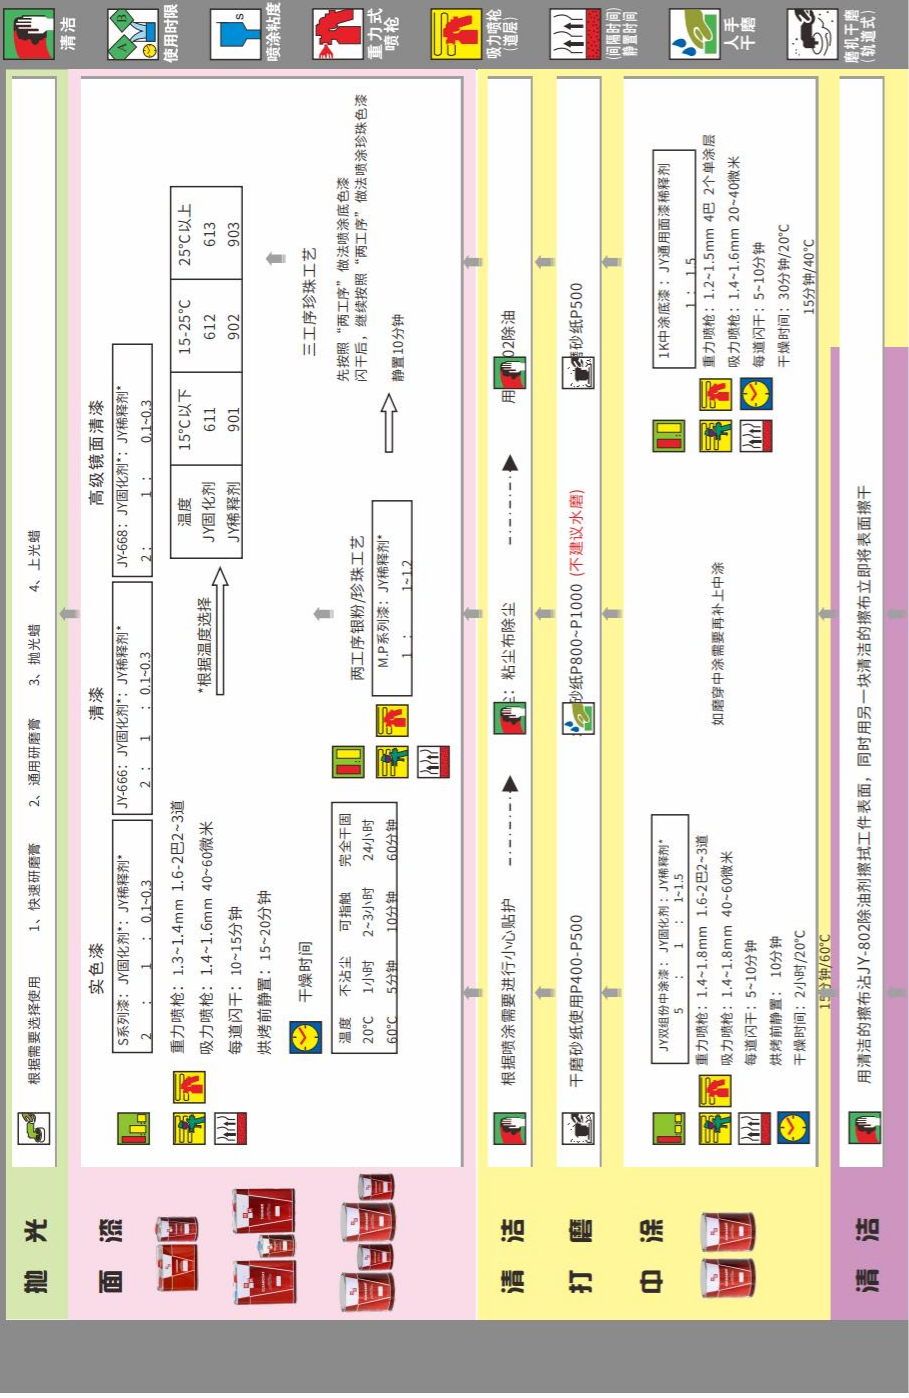 清洁
使用时限
喷涂粘度
重力式
喷枪
吸力喷枪
(道层)
(间隔时间)
静置时间
人手
干磨
磨机干磨
(轨道式)
抛光
根据需要选择使用
1、快速研磨膏
2、通用研磨膏
3、抛光蜡
4、上光蜡
面漆
实色漆
S系列漆：JY固化剂*：JY稀释剂*
2 : 1 : 0.1~0.3
清漆
JY-666：JY固化剂*：JY稀释剂*
2 : 1 : 0.1~0.3
高级镜面清漆
JY-668：JY固化剂*：JY稀释剂*
2 : 1 : 0.1~0.3
重力喷枪：1.3~1.4mm 1.6-2巴2~3道
吸力喷枪：1.4~1.6mm 40~60微米
每道闪干：10~15分钟
烘烤前静置：15~20分钟
干燥时间
温度 不沾尘 可指触 完全干固
20℃ 1小时 2~3小时 24小时
60℃ 5分钟 10分钟 60分钟
*根据温度选择
温度 15℃以下 15-25℃ 25℃以上
JY固化剂 611 612 613
JY稀释剂 901 902 903
两工序银粉/珍珠工艺
M,P系列漆：JY稀释剂*
1 : 1~1.2
三工序珍珠工艺
先按照“两工序”做法喷涂底色漆
闪干后，继续按照“两工序”做法喷涂珍珠色漆
静置10分钟
清洁
根据喷涂需要进行小心贴护
尘：粘尘布除尘
用 02除油
打磨
干磨砂纸使用P400-P500
砂纸P800~P1000 (不建议水磨)
磨砂纸P500
中涂
JY双组份中涂漆：JY固化剂：JY稀释剂*
5 : 1 : 1~1.5
重力喷枪：1.4~1.8mm 1.6-2巴2~3道
吸力喷枪：1.4~1.8mm 40~60微米
每道闪干：5~10分钟
烘烤前静置：10分钟
干燥时间：2小时/20℃
15分钟/60℃
如磨穿中涂需要再补上中涂
1K中涂底漆：JY通用面漆稀释剂
1 : 1.5
重力喷枪：1.2~1.5mm 4巴 2个单涂层
吸力喷枪：1.4~1.6mm 20~40微米
每道闪干：5~10分钟
干燥时间：30分钟/20℃
15分钟/40℃
清洁
用清洁的擦布沾JY-802除油剂擦拭工件表面，同时用另一块清洁的擦布立即将表面擦干